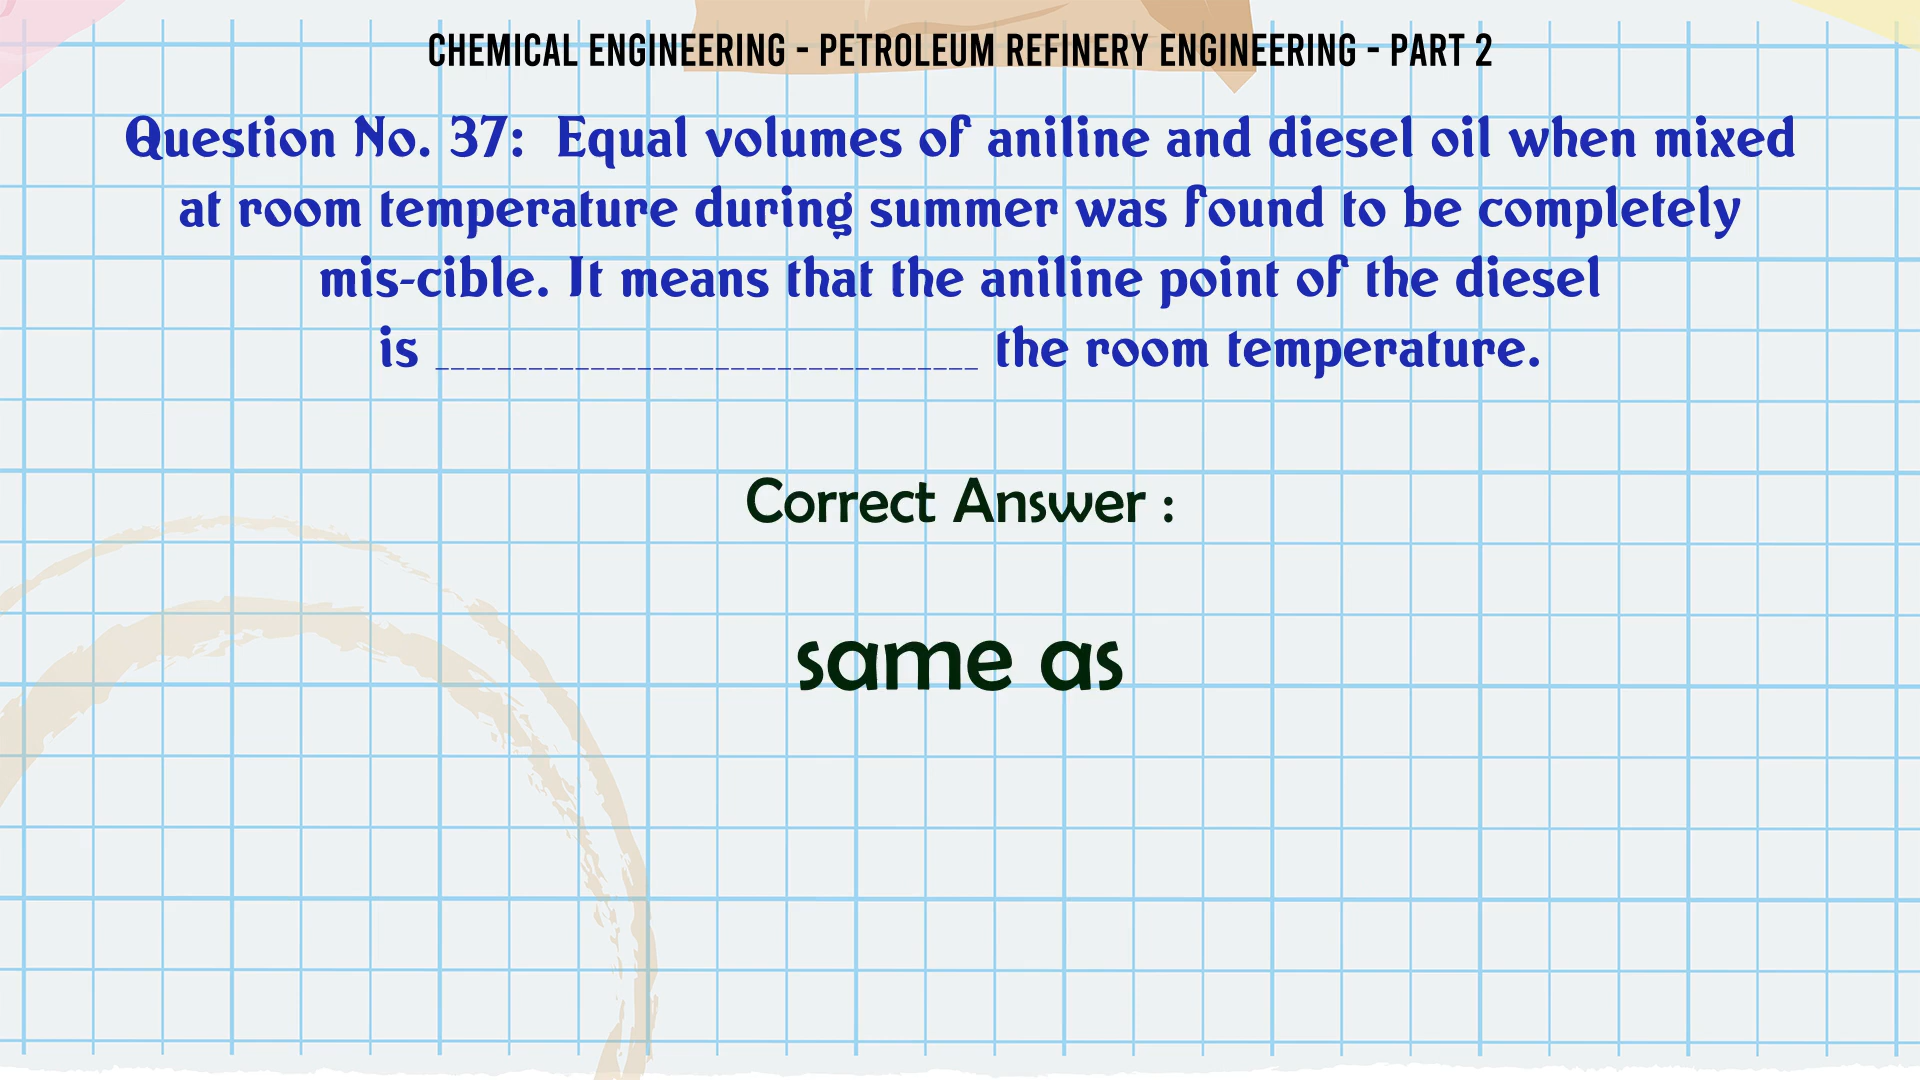 CHEMICAL ENGINEERING - PETROLEUM REFINERY ENGINEERING - PART 2
Question No. 37: Equal volumes of aniline and diesel oil when mixed
at room temperature during summer was found to be completely
mis-cible. It means that the aniline point of the diesel
is ___________________________________ the room temperature.
Correct Answer :
same as